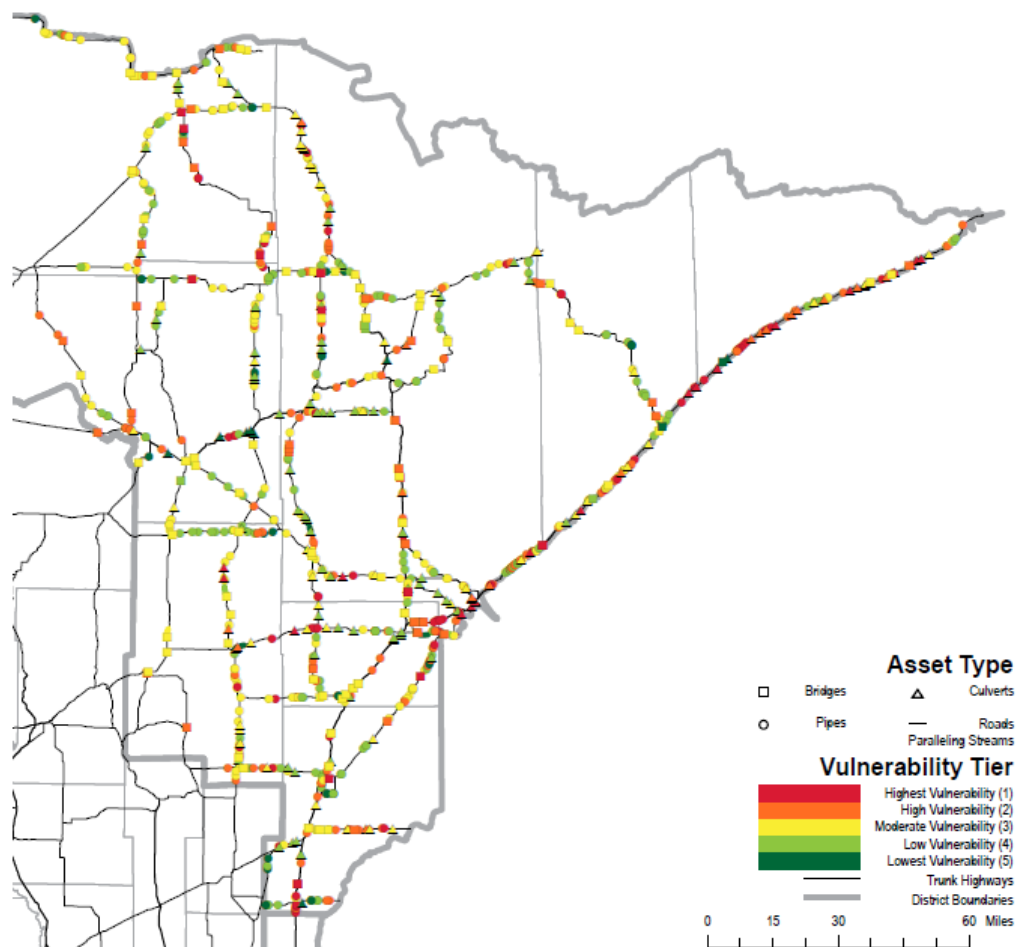 Asset Type
Bridges Culverts
Pipes Roads
Paralleling Streams
Vulnerability Tier
Highest Vulnerability (1)
High Vulnerability (2)
Moderate Vulnerability (3)
Low Vulnerability (4)
Lowest Vulnerability (5)
Trunk Highways
District Boundaries
0 15 30 60 Miles